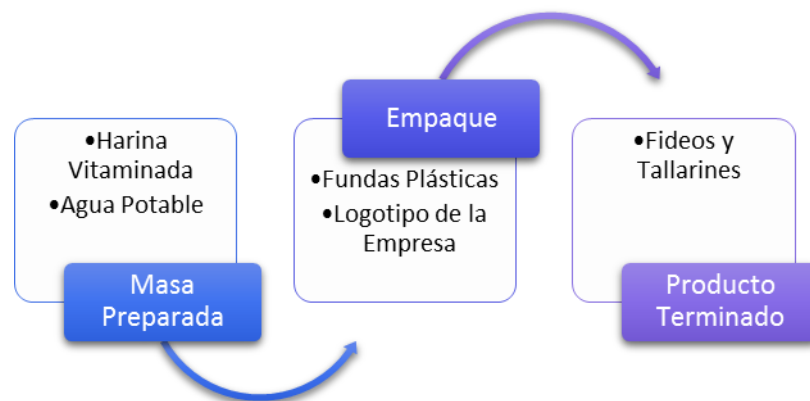 •Harina
Vitaminada
•Agua Potable
Masa
Preparada
Empaque
•Fundas Plásticas
•Logotipo de la
Empresa
•Fideos y
Tallarines
Producto
Terminado